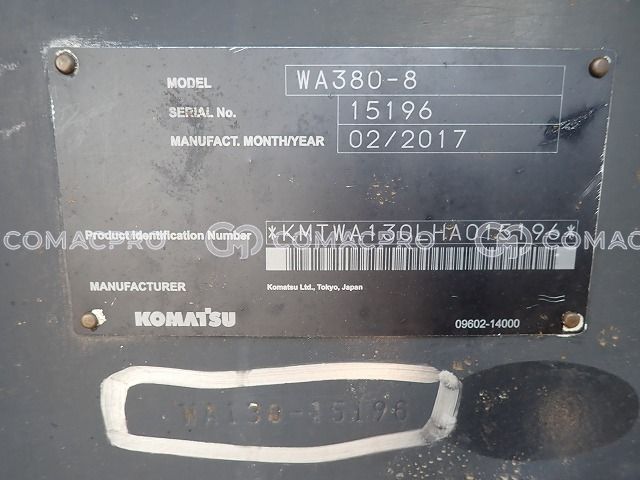 MODEL WA380-8
SERIAL No. 15196
MANUFACT. MONTH/YEAR 02/2017
Product Identification Number *KMTWA130LHA015196*
COMACPRO COMACPRO COMACPRO
MANUFACTURER Komatsu Ltd., Tokyo, Japan
KOMATSU 09602-14000
WA130-15196